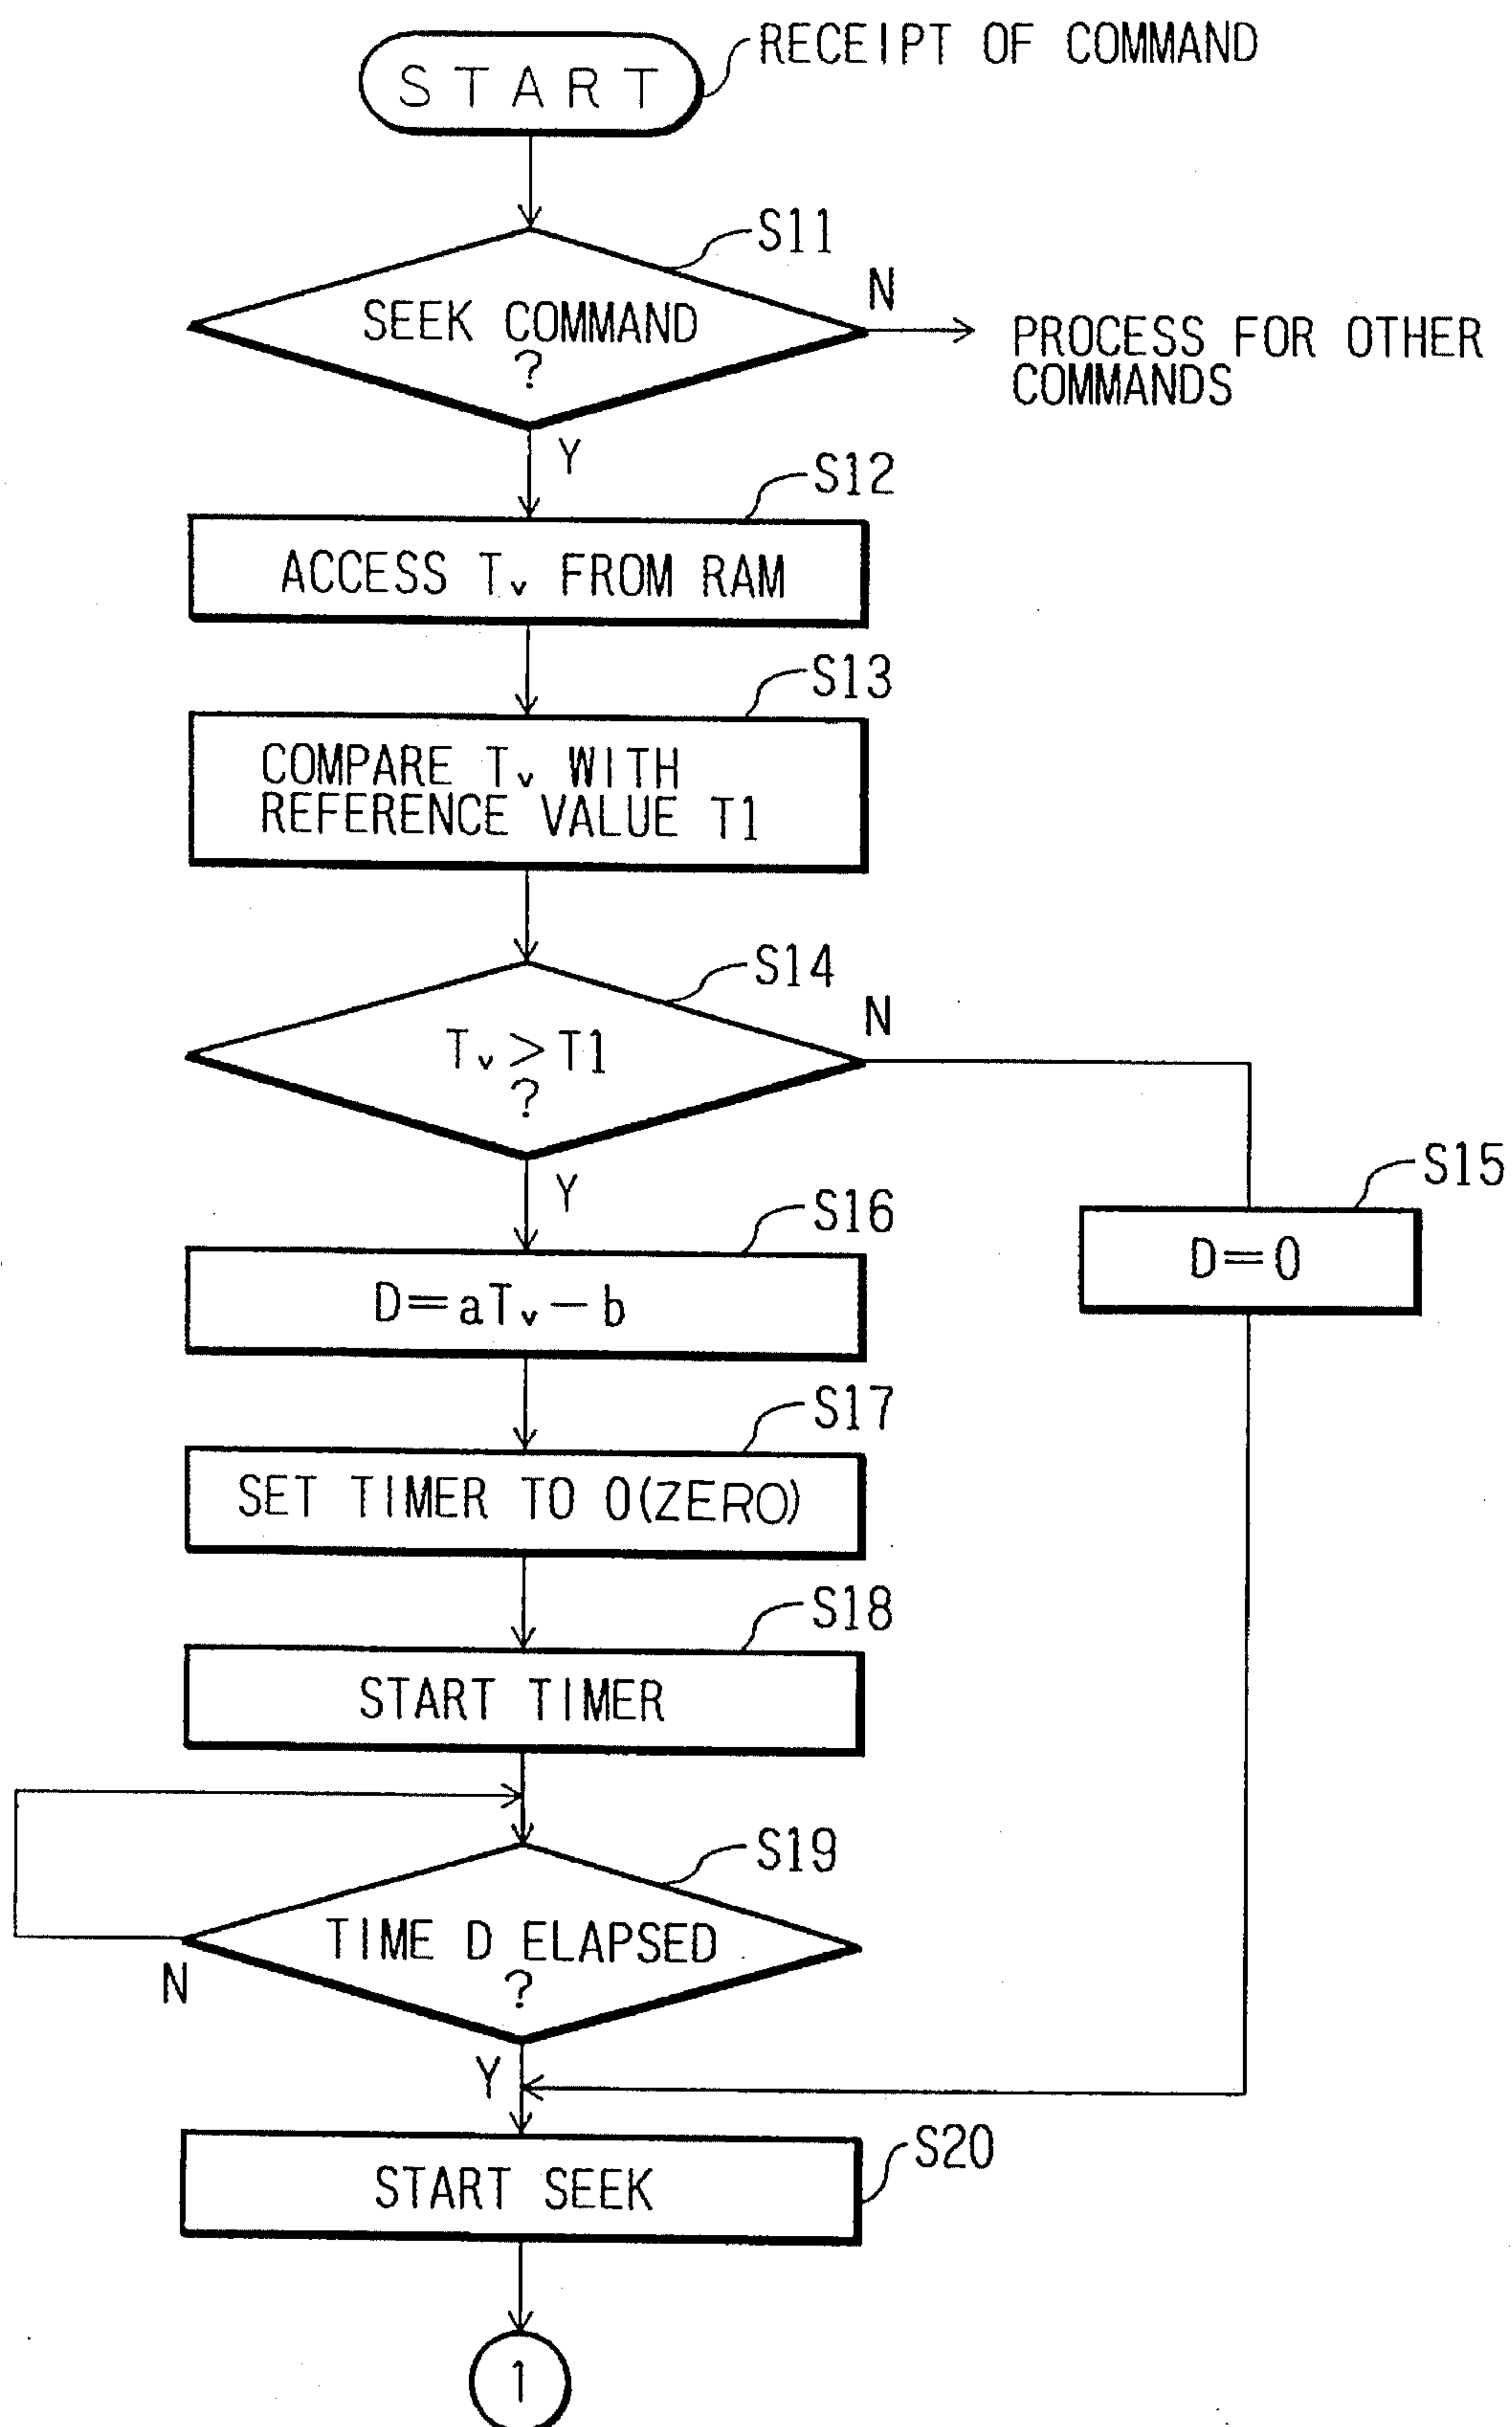 START
RECEIPT OF COMMAND
S11
SEEK COMMAND
?
N
PROCESS FOR OTHER
COMMANDS
Y
S12
ACCESS Tv FROM RAM
S13
COMPARE Tv WITH
REFERENCE VALUE T1
S14
Tv > T1
?
N
Y
S15
D=0
S16
D=aTv-b
S17
SET TIMER TO 0(ZERO)
S18
START TIMER
S19
TIME D ELAPSED
?
N
Y
S20
START SEEK
1